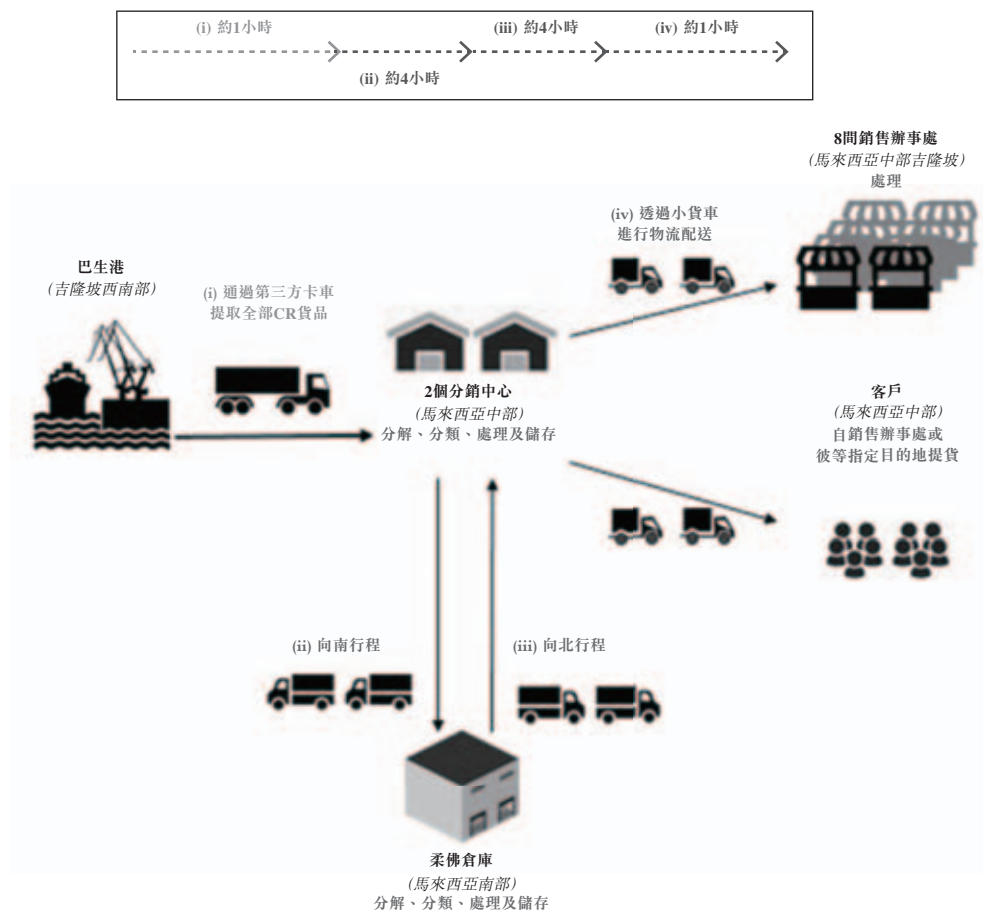 (i) 約1小時
(iii) 約4小時
(iv) 約1小時
(ii) 約4小時
8間銷售辦事處
(馬來西亞中部吉隆坡)
處理
(iv) 透過小貨車
進行物流配送
巴生港
(吉隆坡西南部)
(i) 通過第三方卡車
提取全部CR貨品
2個分銷中心
(馬來西亞中部)
分解、分類、處理及儲存
客戶
(馬來西亞中部)
自銷售辦事處或
彼等指定目的地提貨
(ii) 向南行程
(iii) 向北行程
柔佛倉庫
(馬來西亞南部)
分解、分類、處理及儲存